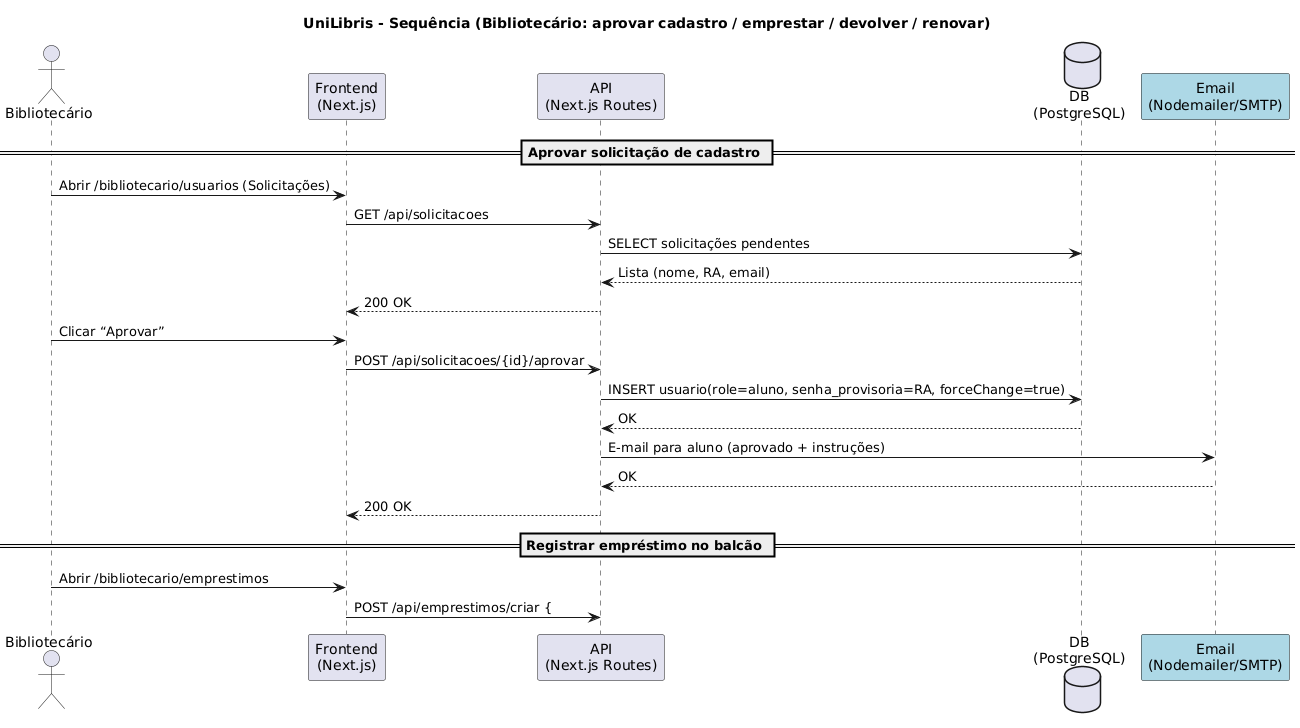 UniLibris - Sequência (Bibliotecário: aprovar cadastro / emprestar / devolver / renovar)
Bibliotecário
Frontend
(Next.js)
API
(Next.js Routes)
DB
(PostgreSQL)
Email
(Nodemailer/SMTP)
Aprovar solicitação de cadastro
Abrir /bibliotecario/usuarios (Solicitações)
GET /api/solicitacoes
SELECT solicitações pendentes
Lista (nome, RA, email)
200 OK
Clicar “Aprovar”
POST /api/solicitacoes/{id}/aprovar
INSERT usuario(role=aluno, senha_provisoria=RA, forceChange=true)
OK
E-mail para aluno (aprovado + instruções)
OK
200 OK
Registrar empréstimo no balcão
Abrir /bibliotecario/emprestimos
POST /api/emprestimos/criar {
Bibliotecário
Frontend
(Next.js)
API
(Next.js Routes)
DB
(PostgreSQL)
Email
(Nodemailer/SMTP)